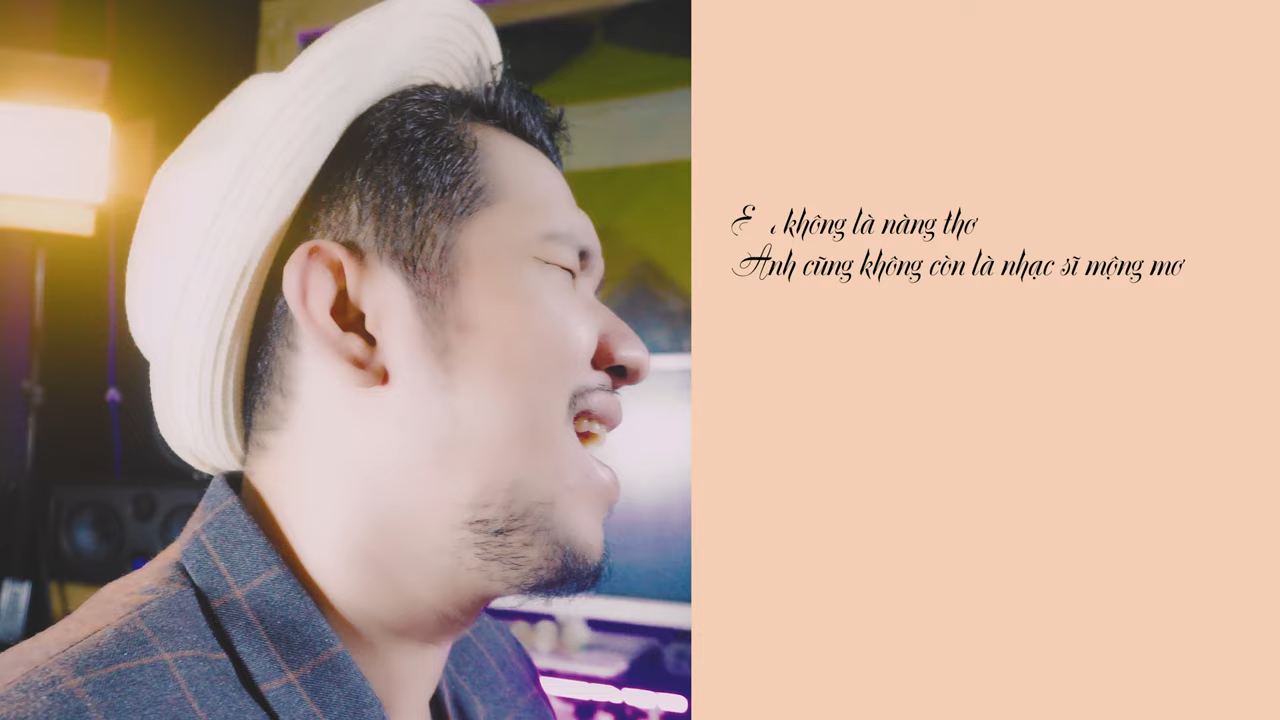 không là nàng thơ
Anh cũng không còn là nhạc sĩ mộng mơ